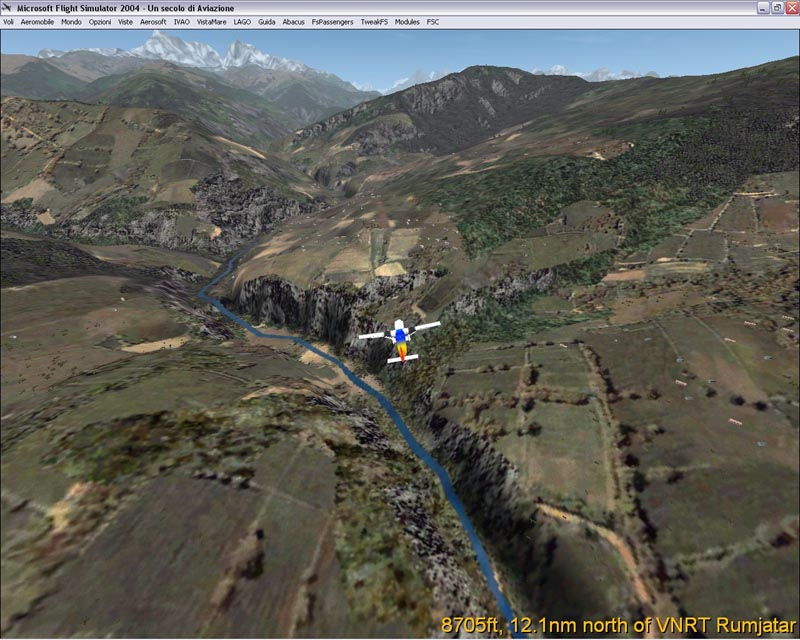 Microsoft Flight Simulator 2004 - Un secolo di Aviazione
Voli Aeromobile Mondo Opzioni Viste Aerosoft IVAO VistaMare LAGO Guida Abacus FsPassengers TweakFS Modules FSC
8705ft, 12.1nm north of VNRT Rumjatar